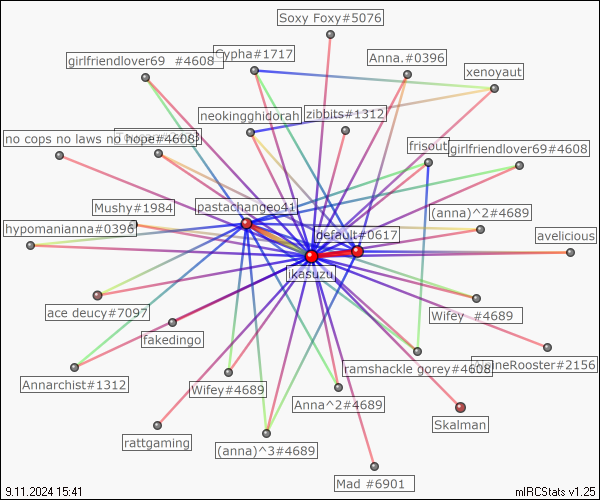 Soxy Foxy#5076
girlfriendlover69 #4608
Cypha#1717
Anna.#0396
xenoyaut
neokingghidorah
zibbits#1312
no cops no laws no hope#4608
frisout
girlfriendlover69#4608
Mushy#1984
pastachangeo41
(anna)^2#4689
hypomanianna#0396
default#0617
avelicious
ikasuzu
ace deucy#7097
Wifey #4689
fakedingo
ramshackle gorey#4608
Rooster#2156
Annarchist#1312
Wifey#4689
Anna^2#4689
Skalman
rattgaming
(anna)^3#4689
Mad #6901
9.11.2024 15:41
mIRCStats v1.25